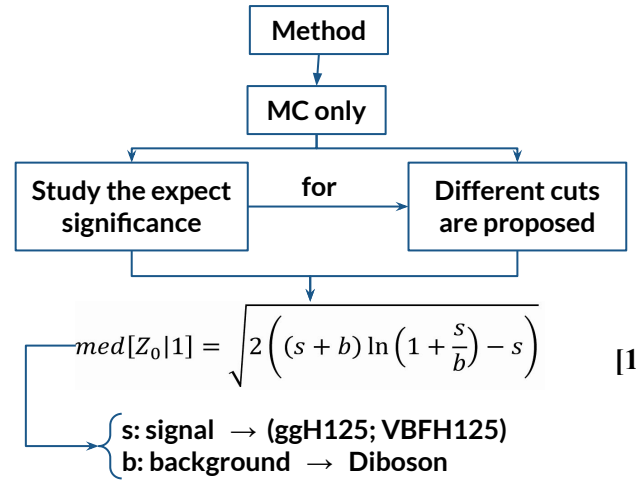 Method
MC only
Study the expect
significance
for
Different cuts
are proposed
med[Z₀|1] = √(2((s + b) ln(1 + s/b) − s))
[1
s: signal → (ggH125; VBFH125)
b: background → Diboson